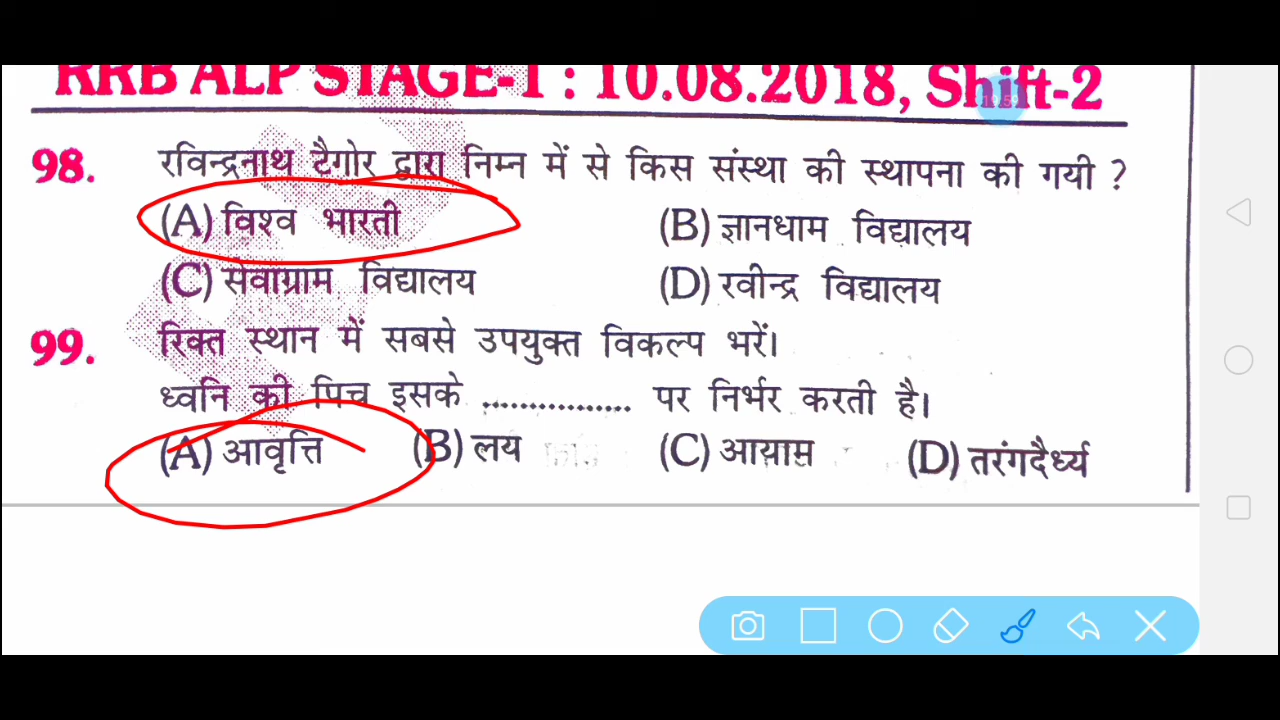 RRB ALP STAGE-1 : 10.08.2018, Shift-2
98. रविन्द्रनाथ टैगोर द्वारा निम्न में से किस संस्था की स्थापना की गयी ?
(A) विश्व भारती (B) ज्ञानधाम विद्यालय
(C) सेवाग्राम विद्यालय (D) रवीन्द्र विद्यालय
99. रिक्त स्थान में सबसे उपयुक्त विकल्प भरें।
ध्वनि की पिच इसके ................ पर निर्भर करती है।
(A) आवृत्ति (B) लय (C) आयाम (D) तरंगदैर्ध्य